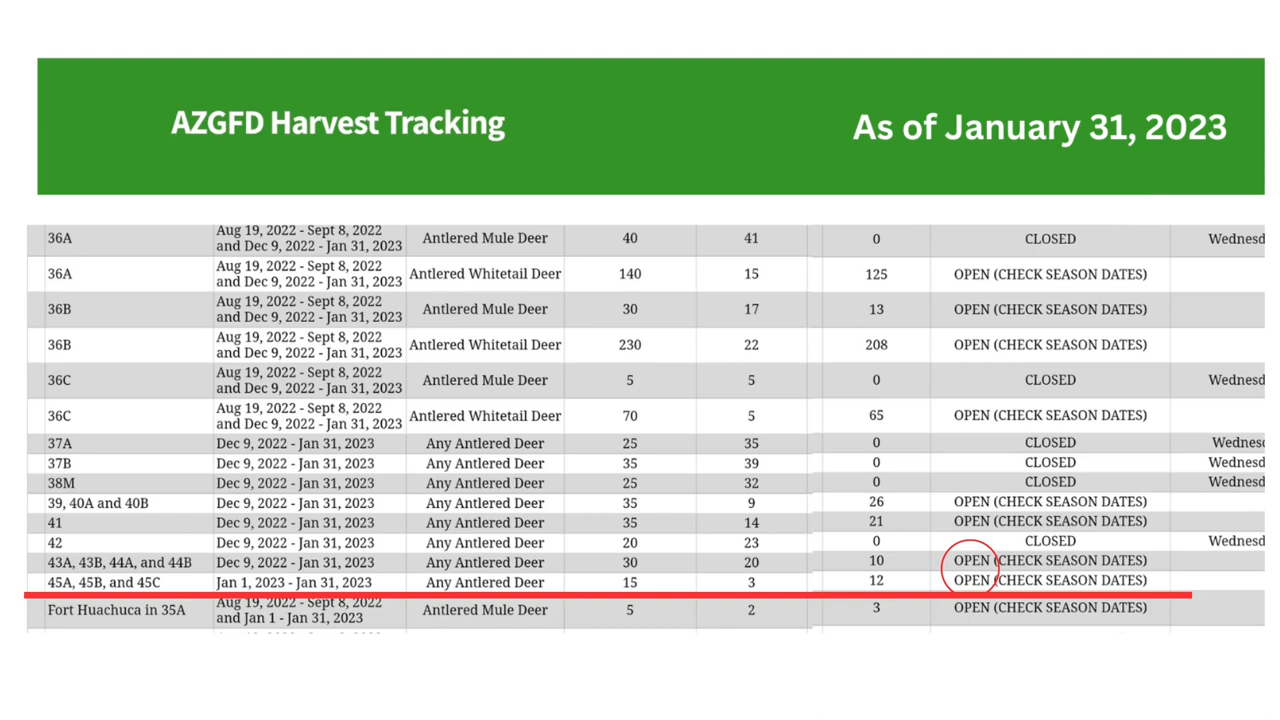 AZGFD Harvest Tracking
As of January 31, 2023
36A Aug 19, 2022 - Sept 8, 2022 and Dec 9, 2022 - Jan 31, 2023 Antlered Mule Deer 40 41 0 CLOSED Wednesd
36A Aug 19, 2022 - Sept 8, 2022 and Dec 9, 2022 - Jan 31, 2023 Antlered Whitetail Deer 140 15 125 OPEN (CHECK SEASON DATES)
36B Aug 19, 2022 - Sept 8, 2022 and Dec 9, 2022 - Jan 31, 2023 Antlered Mule Deer 30 17 13 OPEN (CHECK SEASON DATES)
36B Aug 19, 2022 - Sept 8, 2022 and Dec 9, 2022 - Jan 31, 2023 Antlered Whitetail Deer 230 22 208 OPEN (CHECK SEASON DATES)
36C Aug 19, 2022 - Sept 8, 2022 and Dec 9, 2022 - Jan 31, 2023 Antlered Mule Deer 5 5 0 CLOSED Wednesd
36C Aug 19, 2022 - Sept 8, 2022 and Dec 9, 2022 - Jan 31, 2023 Antlered Whitetail Deer 70 5 65 OPEN (CHECK SEASON DATES)
37A Dec 9, 2022 - Jan 31, 2023 Any Antlered Deer 25 35 0 CLOSED Wednes
37B Dec 9, 2022 - Jan 31, 2023 Any Antlered Deer 35 39 0 CLOSED Wednesd
38M Dec 9, 2022 - Jan 31, 2023 Any Antlered Deer 25 32 0 CLOSED Wednesd
39, 40A and 40B Dec 9, 2022 - Jan 31, 2023 Any Antlered Deer 35 9 26 OPEN (CHECK SEASON DATES)
41 Dec 9, 2022 - Jan 31, 2023 Any Antlered Deer 35 14 21 OPEN (CHECK SEASON DATES)
42 Dec 9, 2022 - Jan 31, 2023 Any Antlered Deer 20 23 0 CLOSED Wednesd
43A, 43B, 44A, and 44B Dec 9, 2022 - Jan 31, 2023 Any Antlered Deer 30 20 10 OPEN (CHECK SEASON DATES)
45A, 45B, and 45C Jan 1, 2023 - Jan 31, 2023 Any Antlered Deer 15 3 12 OPEN (CHECK SEASON DATES)
Fort Huachuca in 35A Aug 19, 2022 - Sept 8, 2022 and Jan 1 - Jan 31, 2023 Antlered Mule Deer 5 2 3 OPEN (CHECK SEASON DATES)